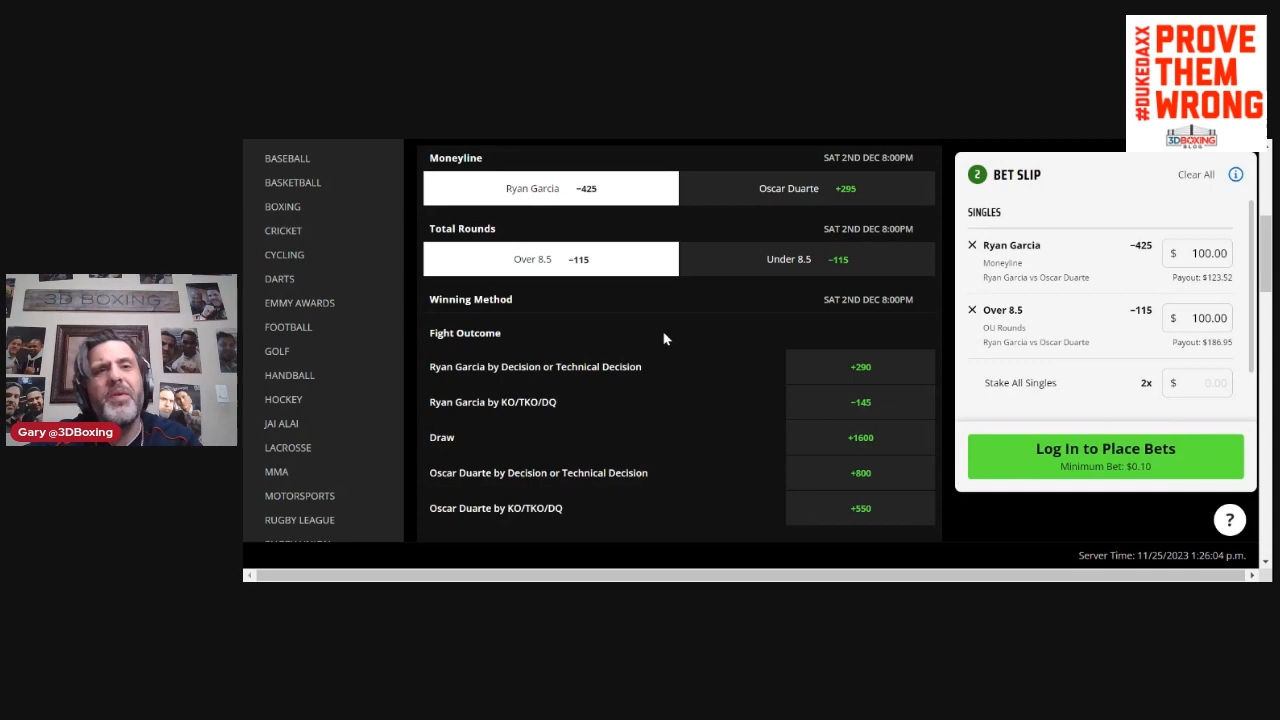 #DUKEDAXX
PROVE
THEM
WRONG
3DBOXING
BLOG
3D BOXING
Gary @3DBoxing
BASEBALL
BASKETBALL
BOXING
CRICKET
CYCLING
DARTS
EMMY AWARDS
FOOTBALL
GOLF
HANDBALL
HOCKEY
JAI ALAI
LACROSSE
MMA
MOTORSPORTS
RUGBY LEAGUE
Moneyline SAT 2ND DEC 8:00PM
Ryan Garcia −425 Oscar Duarte +295
Total Rounds SAT 2ND DEC 8:00PM
Over 8.5 −115 Under 8.5 −115
Winning Method SAT 2ND DEC 8:00PM
Fight Outcome
Ryan Garcia by Decision or Technical Decision +290
Ryan Garcia by KO/TKO/DQ −145
Draw +1600
Oscar Duarte by Decision or Technical Decision +800
Oscar Duarte by KO/TKO/DQ +550
2 BET SLIP Clear All i
SINGLES
Ryan Garcia −425 $ 100.00
Moneyline
Ryan Garcia vs Oscar Duarte Payout: $123.52
Over 8.5 −115 $ 100.00
OU Rounds
Ryan Garcia vs Oscar Duarte Payout: $186.95
Stake All Singles 2x $ 0.00
Log In to Place Bets
Minimum Bet: $0.10
?
Server Time: 11/25/2023 1:26:04 p.m.